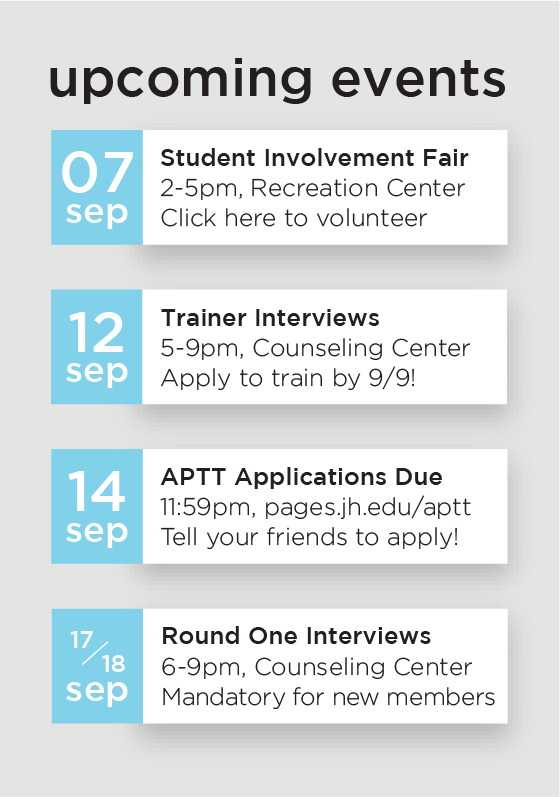 upcoming events
07
sep
Student Involvement Fair
2-5pm, Recreation Center
Click here to volunteer
12
sep
Trainer Interviews
5-9pm, Counseling Center
Apply to train by 9/9!
14
sep
APTT Applications Due
11:59pm, pages.jh.edu/aptt
Tell your friends to apply!
17/18
sep
Round One Interviews
6-9pm, Counseling Center
Mandatory for new members